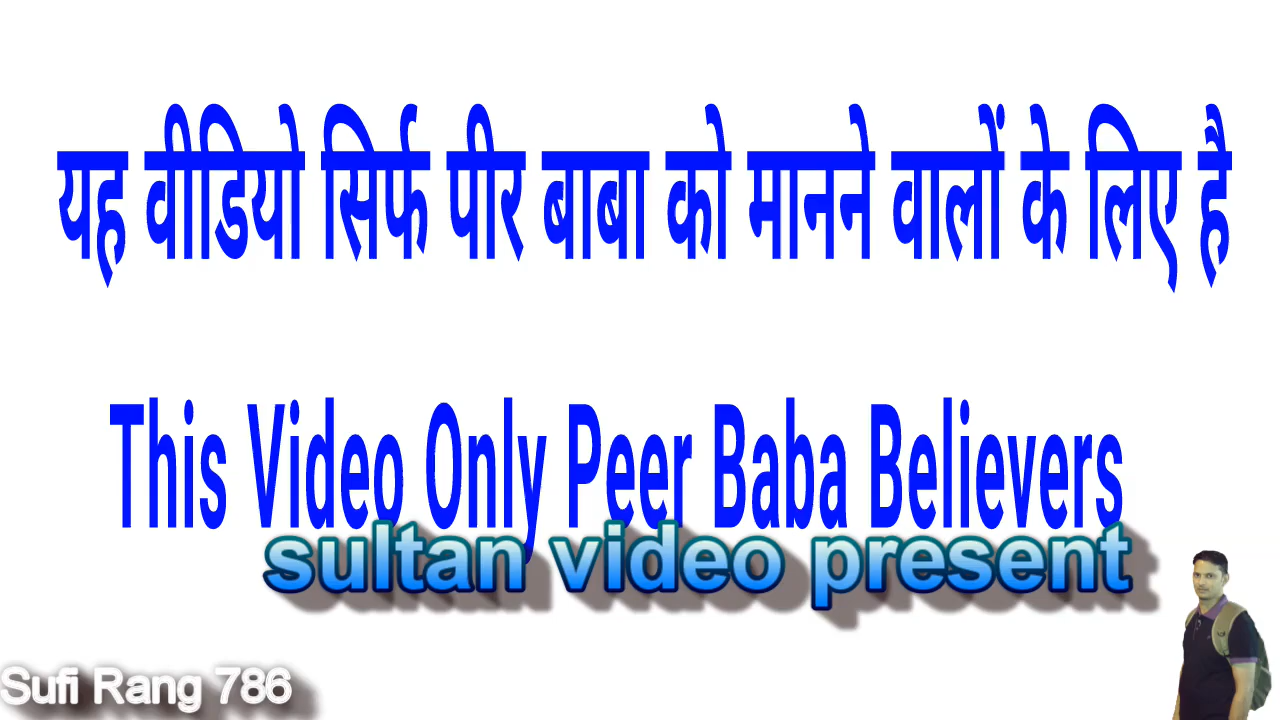 यह वीडियो सिर्फ पीर बाबा को मानने वालों के लिए है
This Video Only Peer Baba Believers
sultan video present
Sufi Rang 786